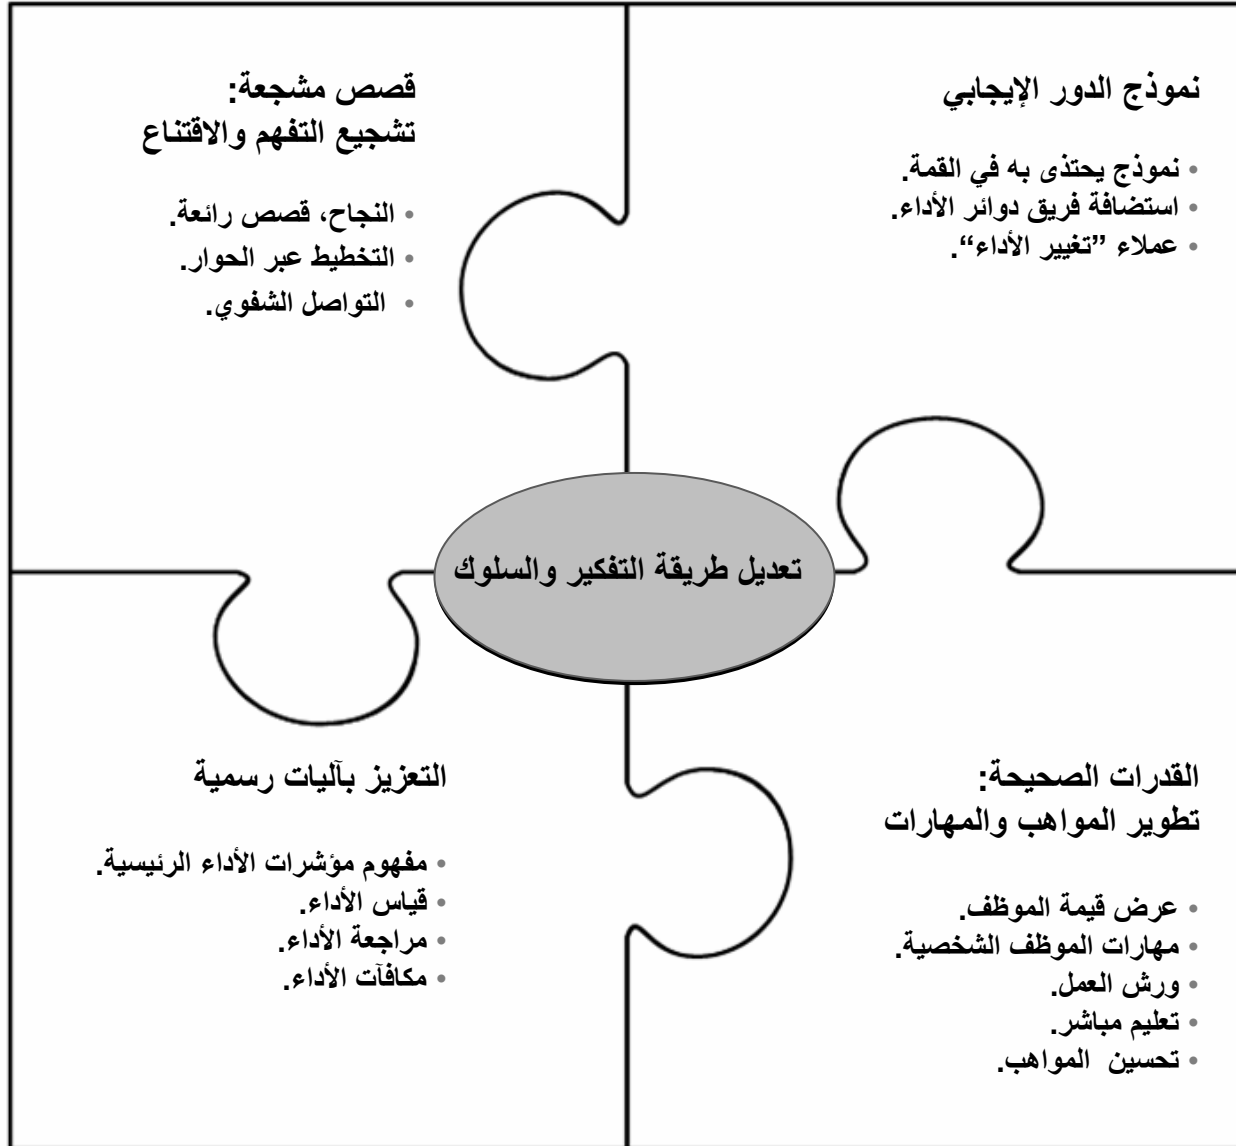 نموذج الدور الإيجابي
• نموذج يحتذى به في القمة.
• استضافة فريق دوائر الأداء.
• عملاء ”تغيير الأداء“.
قصص مشجعة:
تشجيع التفهم والاقتناع
• النجاح، قصص رائعة.
• التخطيط عبر الحوار.
• التواصل الشفوي.
تعديل طريقة التفكير والسلوك
القدرات الصحيحة:
تطوير المواهب والمهارات
• عرض قيمة الموظف.
• مهارات الموظف الشخصية.
• ورش العمل.
• تعليم مباشر.
• تحسين المواهب.
التعزيز بآليات رسمية
• مفهوم مؤشرات الأداء الرئيسية.
• قياس الأداء.
• مراجعة الأداء.
• مكافآت الأداء.